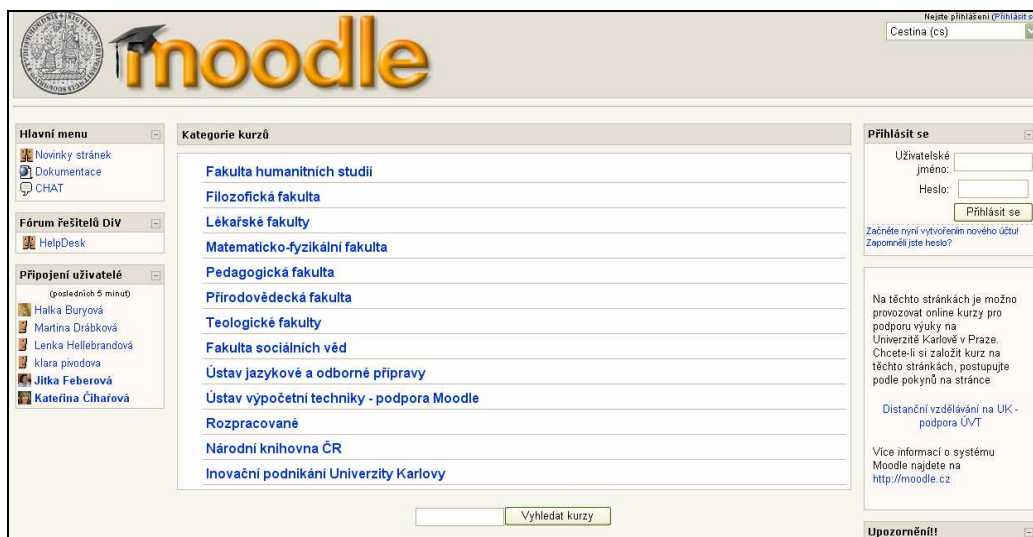 moodle
Nejste přihlášeni (Přihlásit s
Cestina (cs)
Hlavní menu
Novinky stránek
Dokumentace
CHAT
Fórum řešitelů DiV
HelpDesk
Připojení uživatelé
(posledních 5 minut)
Halka Buryová
Martina Drábková
Lenka Hellebrandová
klara pivodova
Jitka Feberová
Kateřina Čihařová
Kategorie kurzů
Fakulta humanitních studií
Filozofická fakulta
Lékařské fakulty
Matematicko-fyzikální fakulta
Pedagogická fakulta
Přírodovědecká fakulta
Teologické fakulty
Fakulta sociálních věd
Ústav jazykové a odborné přípravy
Ústav výpočetní techniky - podpora Moodle
Rozpracované
Národní knihovna ČR
Inovační podnikání Univerzity Karlovy
Vyhledat kurzy
Přihlásit se
Uživatelské
jméno:
Heslo:
Přihlásit se
Začněte nyní vytvořením nového účtu!
Zapomněli jste heslo?
Na těchto stránkách je možno
provozovat online kurzy pro
podporu výuky na
Univerzitě Karlově v Praze.
Chcete-li si založit kurz na
těchto stránkách, postupujte
podle pokynů na stránce
Distanční vzdělávání na UK -
podpora ÚVT
Více informací o systému
Moodle najdete na
http://moodle.cz
Upozornění!!